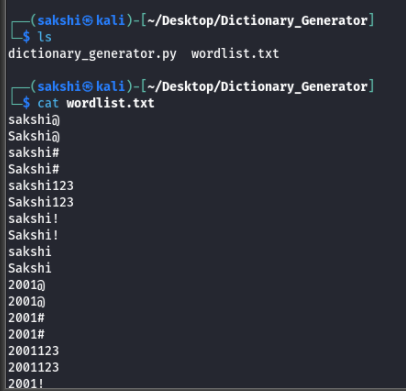 ┌──(sakshi㉿kali)-[~/Desktop/Dictionary_Generator]
└─$ ls
dictionary_generator.py  wordlist.txt
┌──(sakshi㉿kali)-[~/Desktop/Dictionary_Generator]
└─$ cat wordlist.txt
sakshi@
Sakshi@
sakshi#
Sakshi#
sakshi123
Sakshi123
sakshi!
Sakshi!
sakshi
Sakshi
2001@
2001@
2001#
2001#
2001123
2001123
2001!